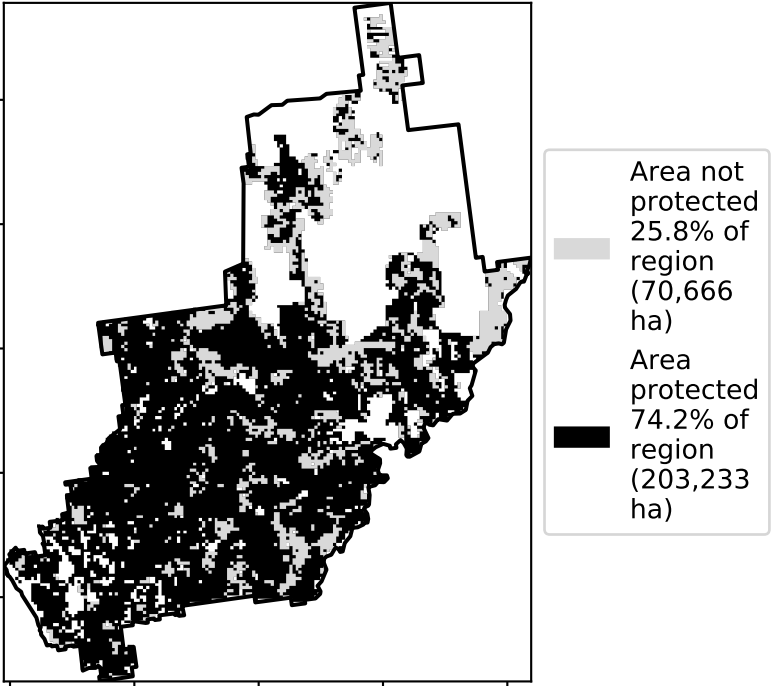 Area not
protected
25.8% of
region
(70,666
ha)
Area
protected
74.2% of
region
(203,233
ha)